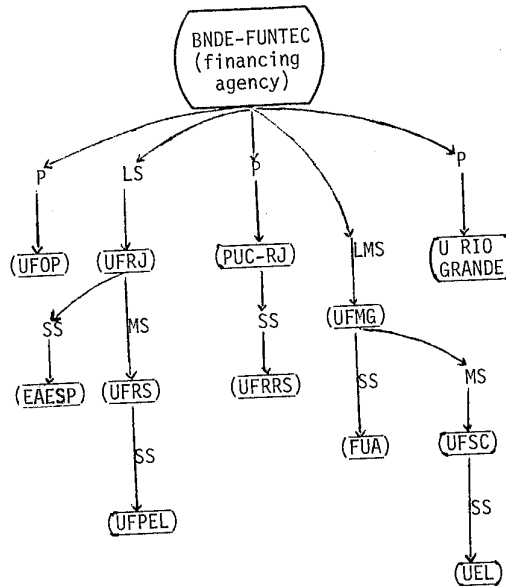 BNDE-FUNTEC
(financing
agency)
P
LS
P
P
LMS
UFOP
UFRJ
PUC-RJ
U RIO
GRANDE
UFMG
SS
MS
SS
SS
MS
EAESP
UFRS
UFRRS
FUA
UFSC
SS
SS
UFPEL
UEL